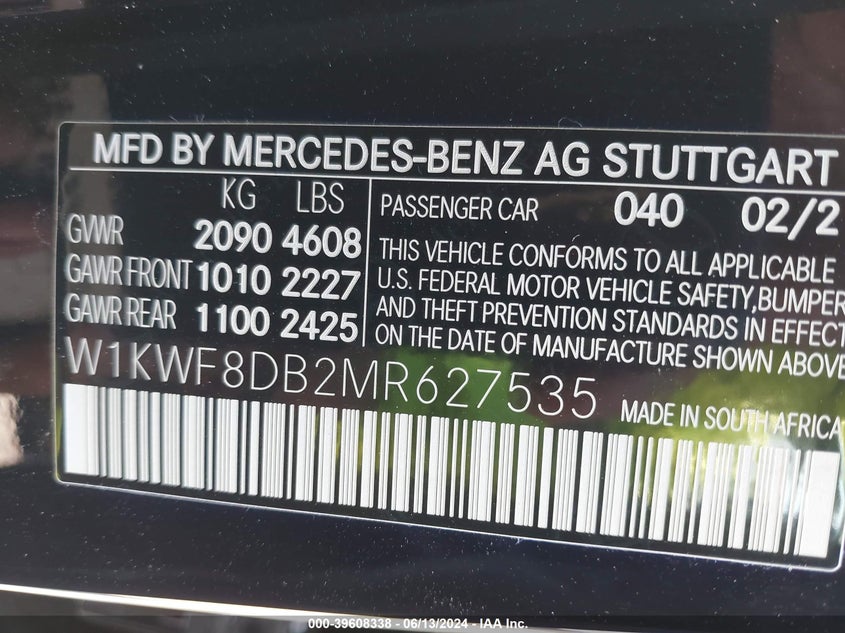 MFD BY MERCEDES-BENZ AG STUTTGART
KG LBS
GVWR 2090 4608
GAWR FRONT 1010 2227
GAWR REAR 1100 2425
PASSENGER CAR 040 02/2
THIS VEHICLE CONFORMS TO ALL APPLICABLE
U.S. FEDERAL MOTOR VEHICLE SAFETY, BUMPER
AND THEFT PREVENTION STANDARDS IN EFFECT
ON THE DATE OF MANUFACTURE SHOWN ABOVE
W1KWF8DB2MR627535
MADE IN SOUTH AFRICA
000-39608338 - 06/13/2024 - IAA Inc.